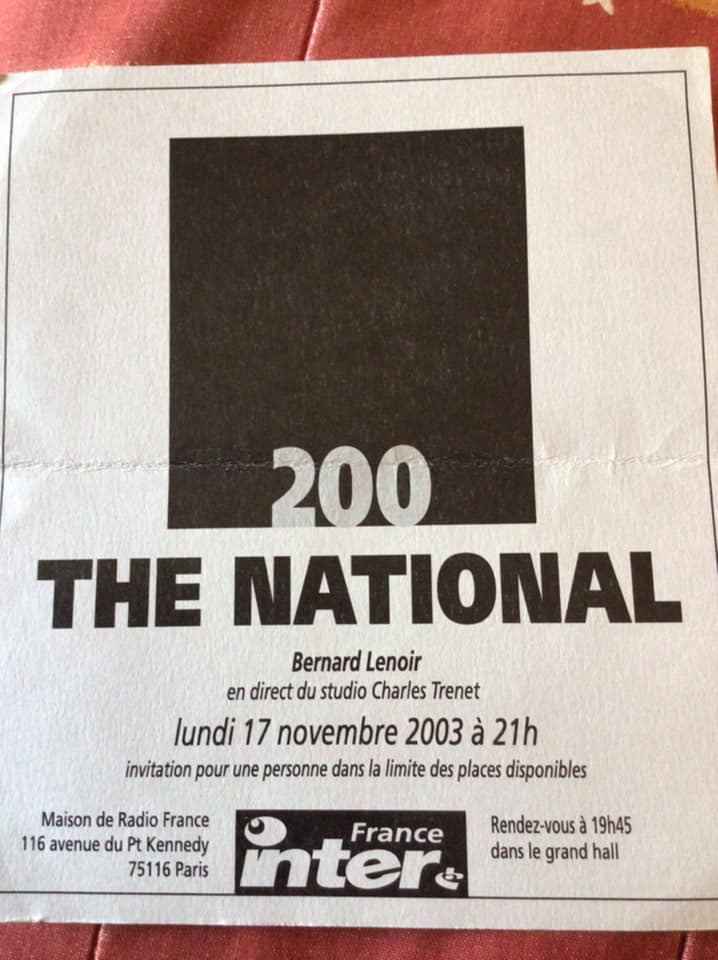 200
THE NATIONAL
Bernard Lenoir
en direct du studio Charles Trenet
lundi 17 novembre 2003 à 21h
invitation pour une personne dans la limite des places disponibles
Maison de Radio France
116 avenue du Pt Kennedy
75116 Paris
France
inter
Rendez-vous à 19h45
dans le grand hall